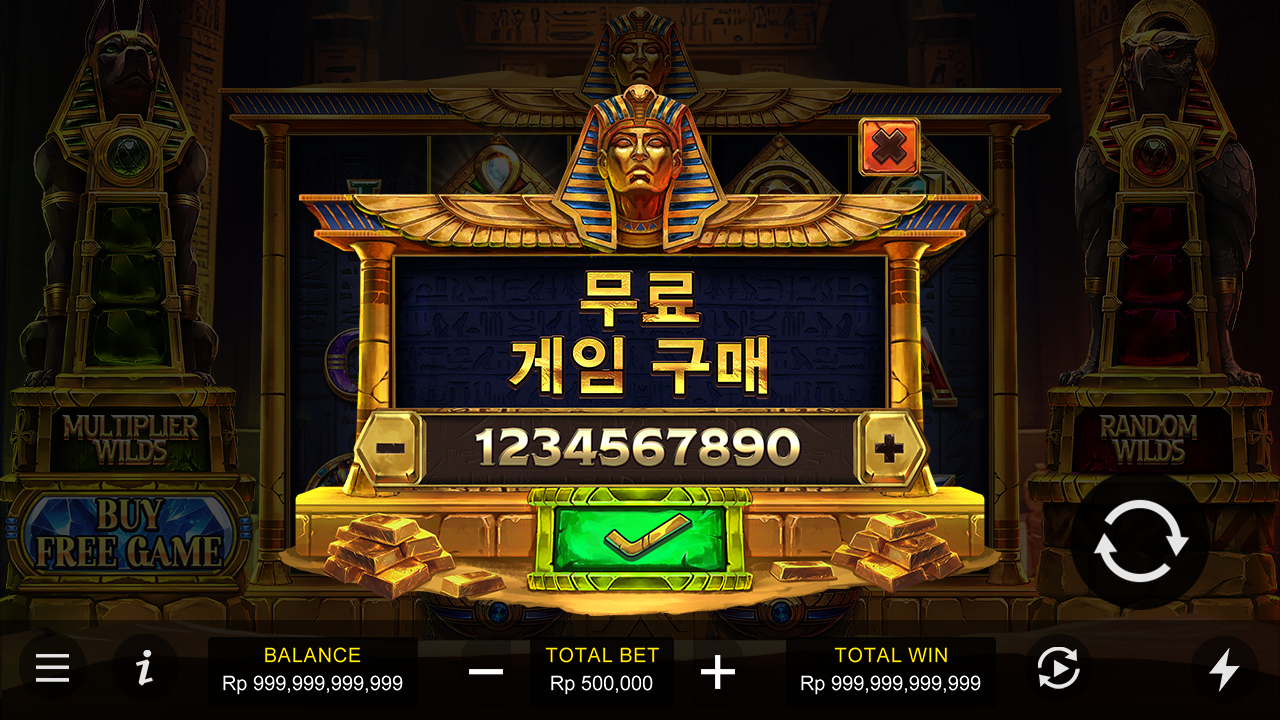 무료
게임 구매
1234567890
MULTIPLIER
WILDS
RANDOM
WILDS
BUY
FREE GAME
BALANCE
Rp 999,999,999,999
TOTAL BET
Rp 500,000
TOTAL WIN
Rp 999,999,999,999